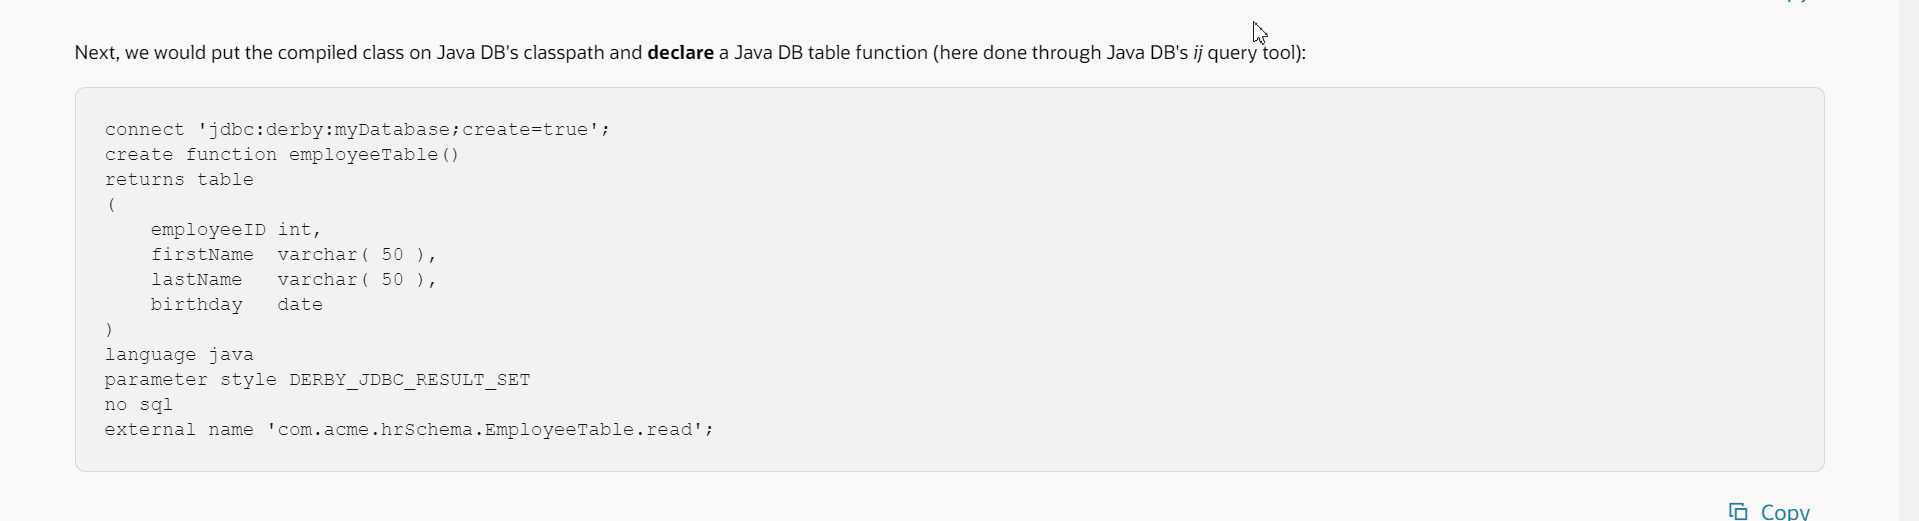 Next, we would put the compiled class on Java DB's classpath and declare a Java DB table function (here done through Java DB's ij query tool):
connect 'jdbc:derby:myDatabase;create=true';
create function employeeTable()
returns table
(
    employeeID int,
    firstName  varchar( 50 ),
    lastName   varchar( 50 ),
    birthday   date
)
language java
parameter style DERBY_JDBC_RESULT_SET
no sql
external name 'com.acme.hrSchema.EmployeeTable.read';
Copy